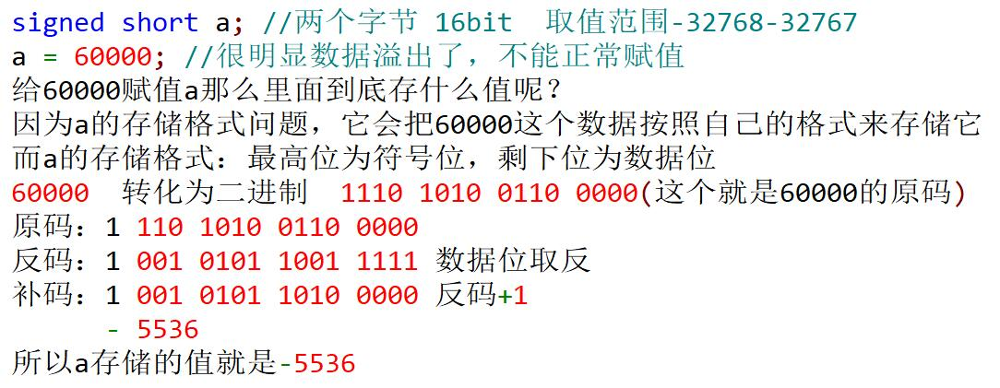 signed short a; //两个字节 16bit  取值范围-32768-32767
a = 60000; //很明显数据溢出了，不能正常赋值
给60000赋值a那么里面到底存什么值呢？
因为a的存储格式问题，它会把60000这个数据按照自己的格式来存储它
而a的存储格式：最高位为符号位，剩下位为数据位
60000  转化为二进制  1110 1010 0110 0000(这个就是60000的原码)
原码：1 110 1010 0110 0000
反码：1 001 0101 1001 1111 数据位取反
补码：1 001 0101 1010 0000 反码+1
- 5536
所以a存储的值就是-5536